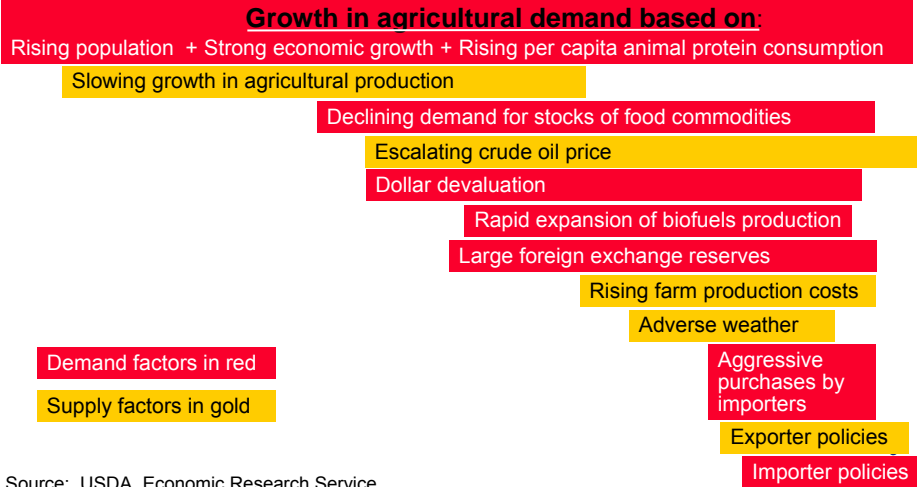 Growth in agricultural demand based on:
Rising population + Strong economic growth + Rising per capita animal protein consumption
Slowing growth in agricultural production
Declining demand for stocks of food commodities
Escalating crude oil price
Dollar devaluation
Rapid expansion of biofuels production
Large foreign exchange reserves
Rising farm production costs
Adverse weather
Demand factors in red
Aggressive
purchases by
importers
Supply factors in gold
Exporter policies
Importer policies
Source: USDA, Economic Research Service